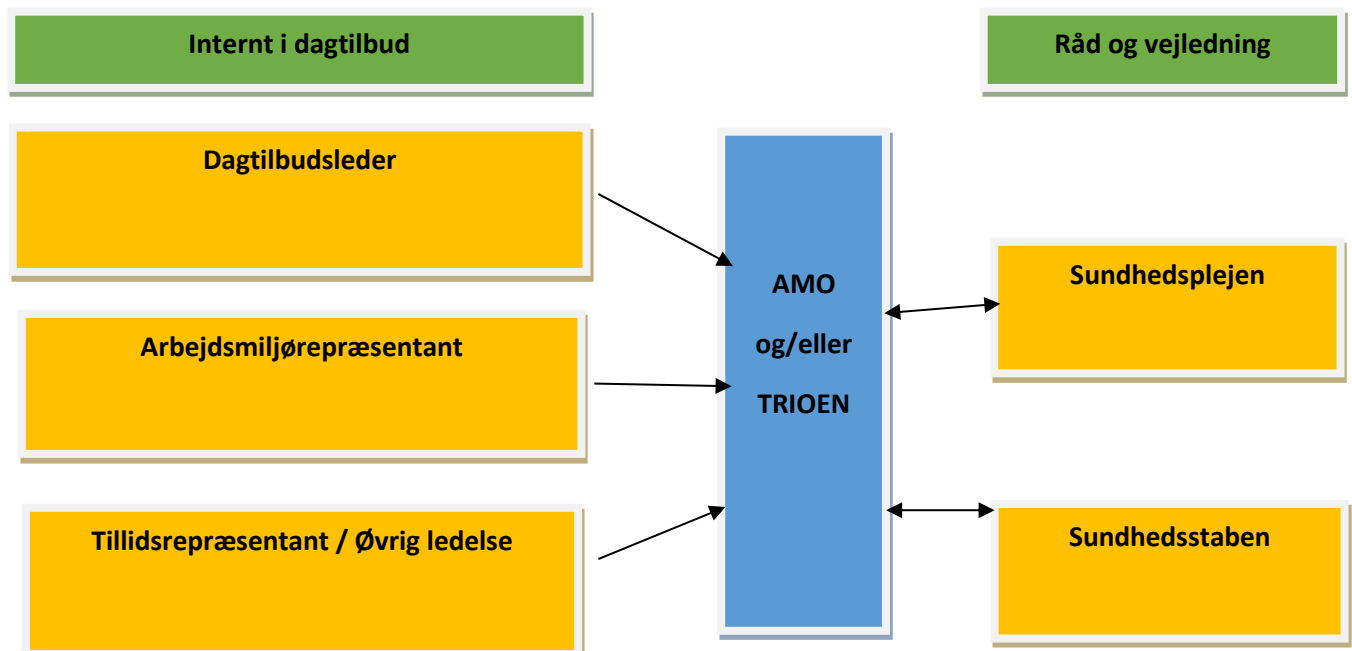 Internt i dagtilbud
Råd og vejledning
Dagtilbudsleder
Arbejdsmiljørepræsentant
Tillidsrepræsentant / Øvrig ledelse
AMO
og/eller
TRIOEN
Sundhedsplejen
Sundhedsstaben